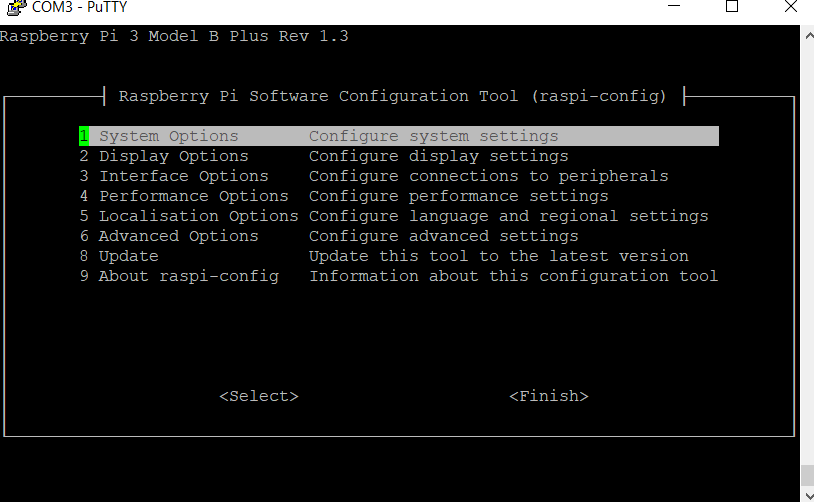 COM3 - PuTTY
Raspberry Pi 3 Model B Plus Rev 1.3
Raspberry Pi Software Configuration Tool (raspi-config)
1 System Options Configure system settings
2 Display Options Configure display settings
3 Interface Options Configure connections to peripherals
4 Performance Options Configure performance settings
5 Localisation Options Configure language and regional settings
6 Advanced Options Configure advanced settings
8 Update Update this tool to the latest version
9 About raspi-config Information about this configuration tool
<Select> <Finish>